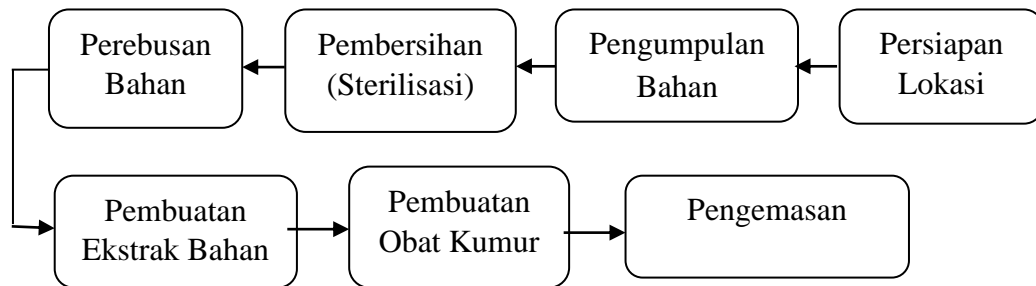 Perebusan
Bahan
Pembersihan
(Sterilisasi)
Pengumpulan
Bahan
Persiapan
Lokasi
Pembuatan
Ekstrak Bahan
Pembuatan
Obat Kumur
Pengemasan